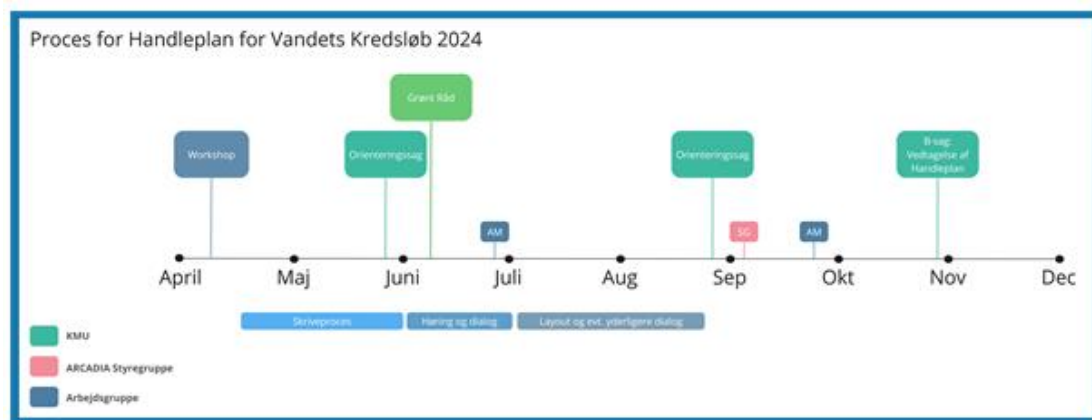 Proces for Handleplan for Vandets Kredsløb 2024
Grønt Råd
Workshop
Orienteringssag
Orienteringssag
B-sag:
Vedtagelse af
Handleplan
AM
SG
AM
April
Maj
Juni
Juli
Aug
Sep
Okt
Nov
Dec
Skriveproces
Høring og dialog
Layout og evt. yderligere dialog
KMU
ARCADIA Styregruppe
Arbejdsgruppe